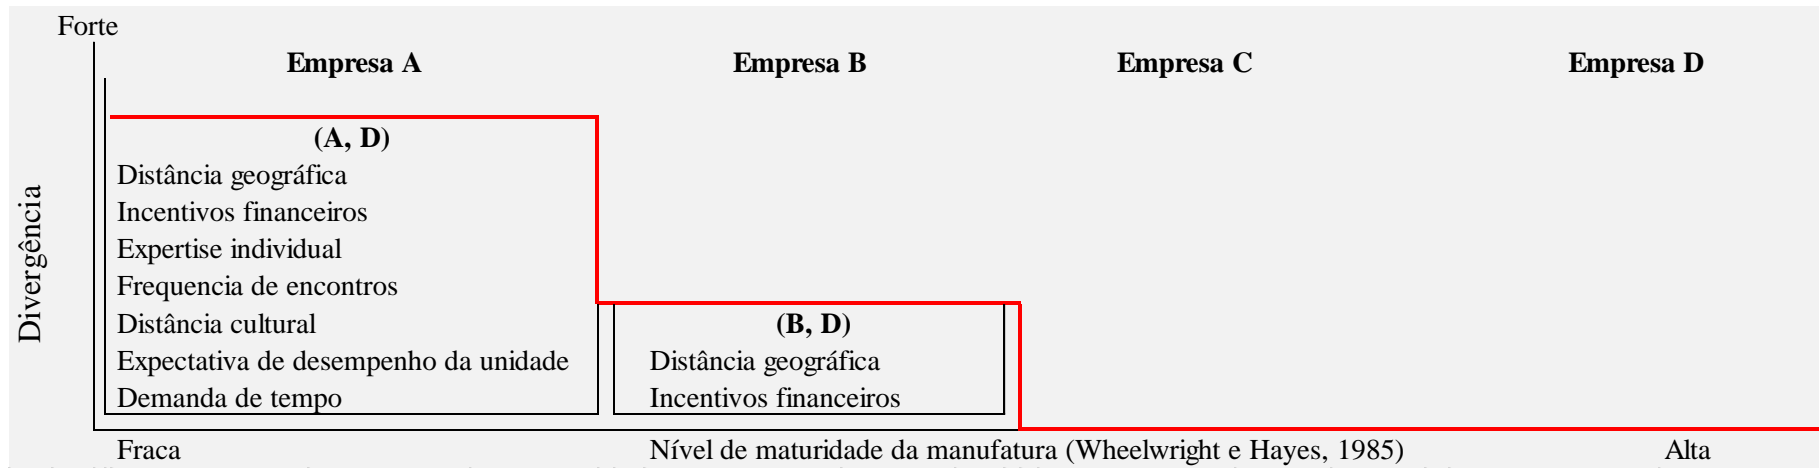 Forte
Empresa A Empresa B Empresa C Empresa D
(A, D)
Distância geográfica
Incentivos financeiros
Expertise individual
Frequencia de encontros
Distância cultural
Expectativa de desempenho da unidade
Demanda de tempo
(B, D)
Distância geográfica
Incentivos financeiros
Divergência
Fraca Nível de maturidade da manufatura (Wheelwright e Hayes, 1985) Alta